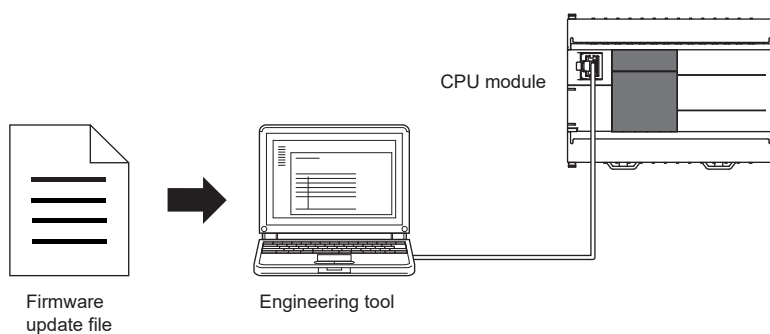 CPU module
Firmware
update file
Engineering tool